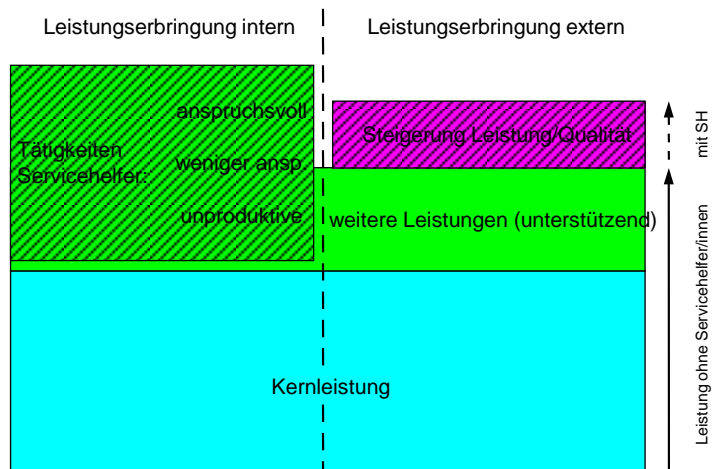 Leistungserbringung intern
Leistungserbringung extern
anspruchsvoll
Tätigkeiten
Servicehelfer:
weniger ansp.
unproduktive.
Steigerung Leistung/Qualität
weitere Leistungen (unterstützend)
Kernleistung
mit SH
Leistung ohne Servicehelfer/innen